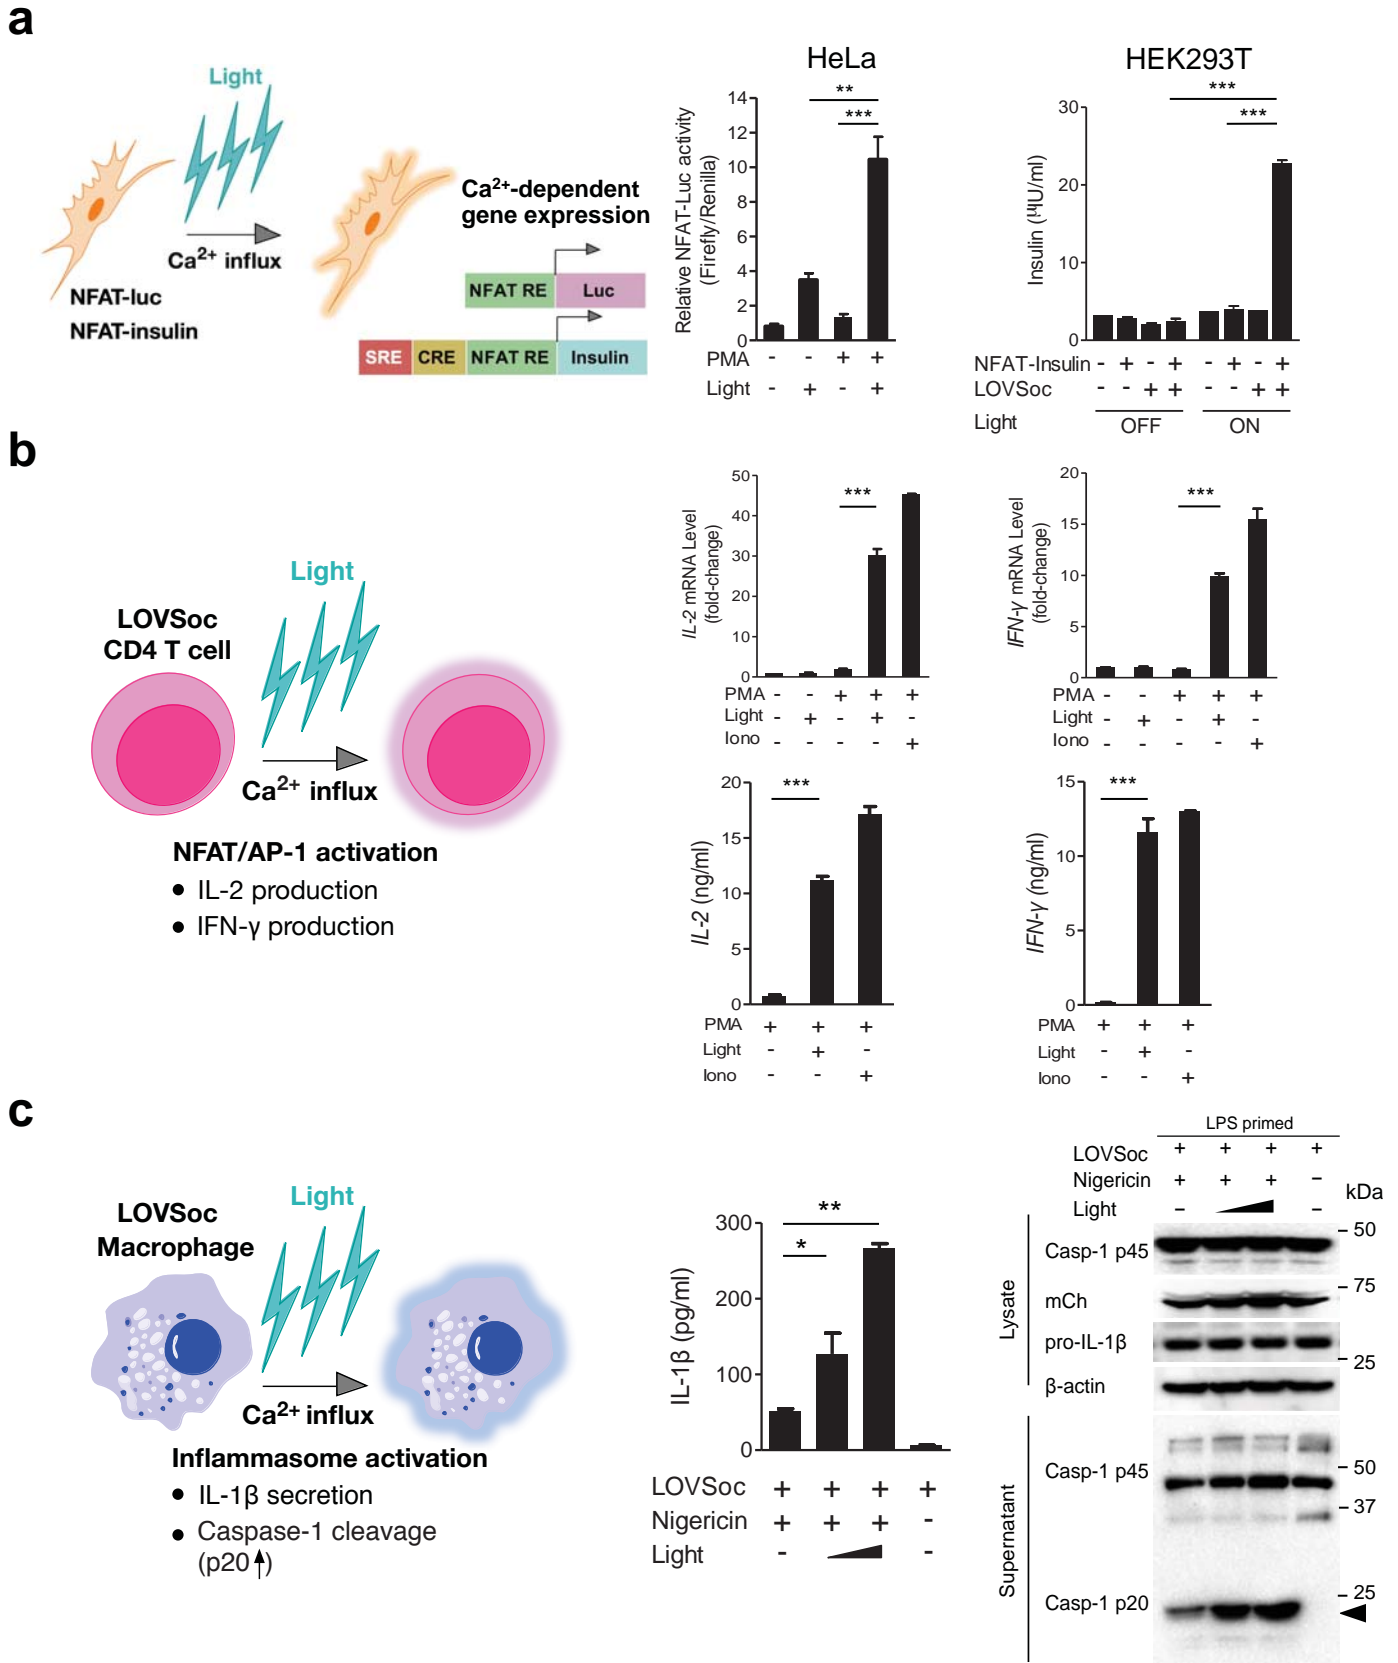 a
Light
Ca2+ influx
NFAT-luc
NFAT-insulin
Ca2+-dependent
gene expression
NFAT RE Luc
SRE CRE NFAT RE Insulin
HeLa
Relative NFAT-Luc activity
(Firefly/Renilla)
14
12
10
8
6
4
2
0
** 
***
PMA - - + +
Light - + - +
HEK293T
Insulin (µIU/ml)
30
20
10
0
***
***
NFAT-Insulin - + - + - + - +
LOVSoc - - + + - - + +
Light OFF ON
b
LOVSoc
CD4 T cell
Light
Ca2+ influx
NFAT/AP-1 activation
• IL-2 production
• IFN-γ production
IL-2 mRNA Level
(fold-change)
50
40
30
20
10
0
***
PMA - - + + +
Light - + - + -
Iono - - - - +
IFN-γ mRNA Level
(fold-change)
20
15
10
5
0
***
PMA - - + + +
Light - + - + -
Iono - - - - +
IL-2 (ng/ml)
20
15
10
5
0
***
PMA + + +
Light - + -
Iono - - +
IFN-γ (ng/ml)
15
10
5
0
***
PMA + + +
Light - + -
Iono - - +
c
LOVSoc
Macrophage
Light
Ca2+ influx
Inflammasome activation
• IL-1β secretion
• Caspase-1 cleavage
(p20↑)
IL-1β (pg/ml)
300
200
100
0
**
*
LOVSoc + + + +
Nigericin + + + -
Light - -
LPS primed
LOVSoc + + + +
Nigericin + + + −
Light − −
kDa
Lysate
Casp-1 p45
50
mCh
75
pro-IL-1β
25
β-actin
Supernatant
Casp-1 p45
50
37
Casp-1 p20
25